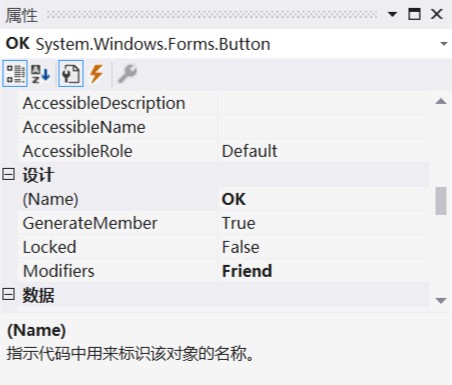 属性
OK System.Windows.Forms.Button
AccessibleDescription
AccessibleName
AccessibleRole Default
设计
(Name) OK
GenerateMember True
Locked False
Modifiers Friend
数据
(Name)
指示代码中用来标识该对象的名称。